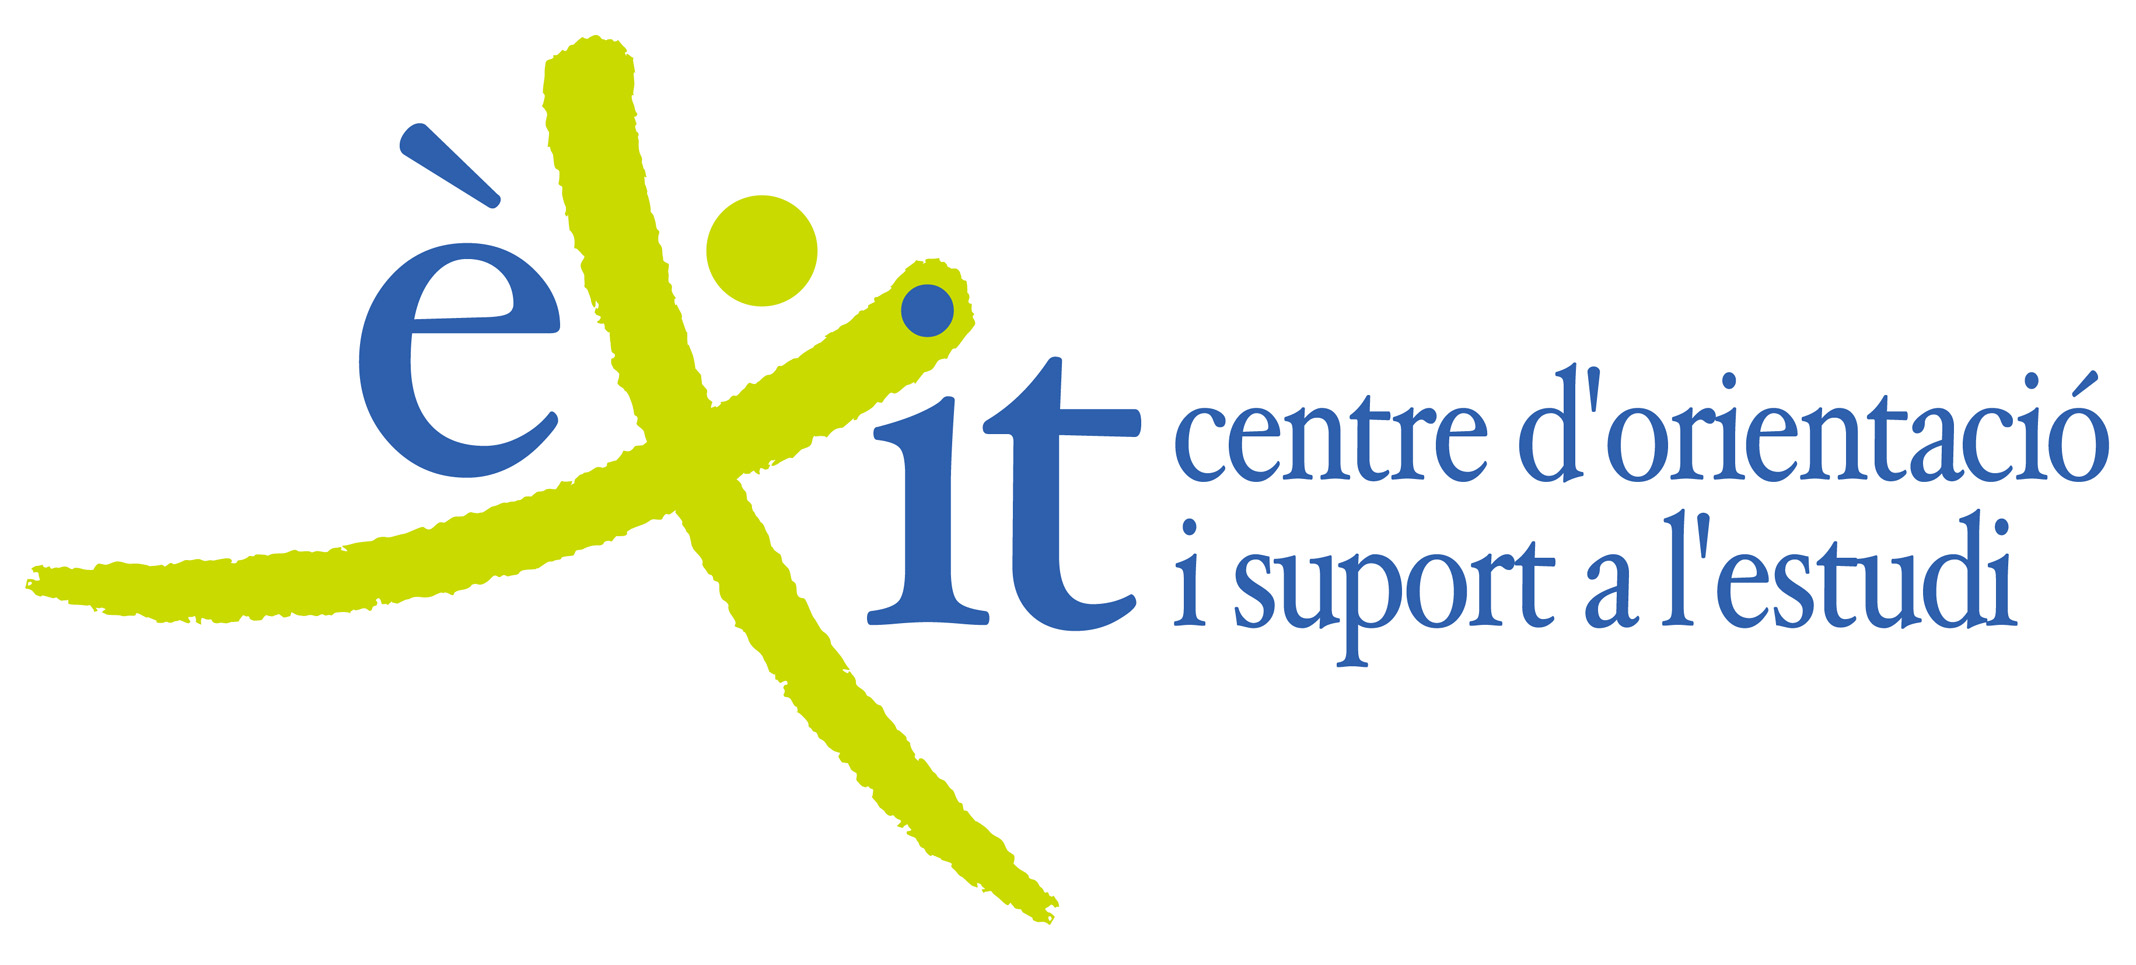 èxit
centre d'orientació
i suport a l'estudi